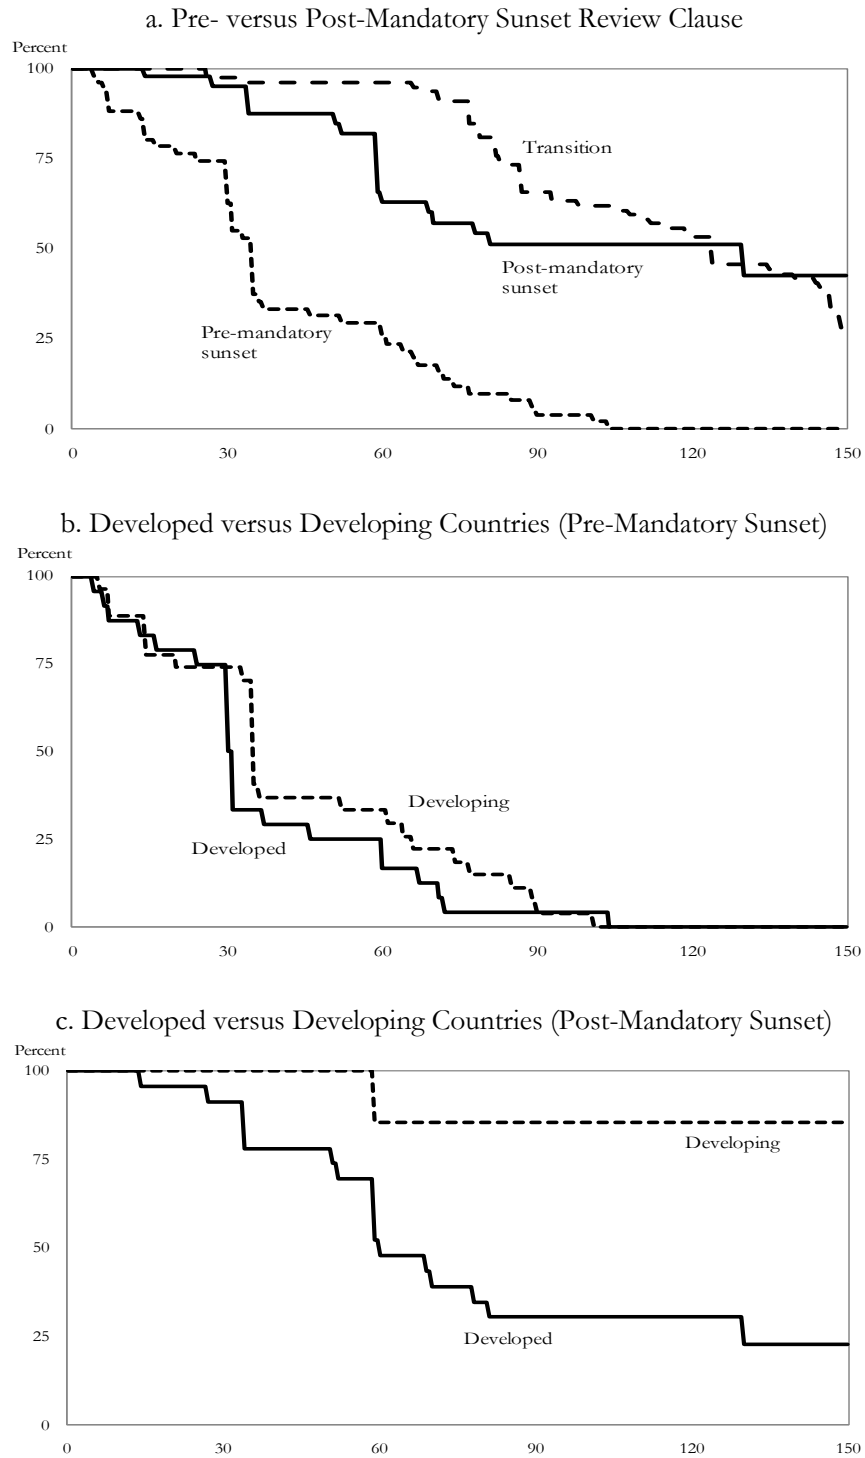 a. Pre- versus Post-Mandatory Sunset Review Clause
Percent
100
75
50
25
0
Transition
Post-mandatory
sunset
Pre-mandatory
sunset
0 30 60 90 120 150
b. Developed versus Developing Countries (Pre-Mandatory Sunset)
Percent
100
75
50
25
0
Developing
Developed
0 30 60 90 120 150
c. Developed versus Developing Countries (Post-Mandatory Sunset)
Percent
100
75
50
25
0
Developing
Developed
0 30 60 90 120 150